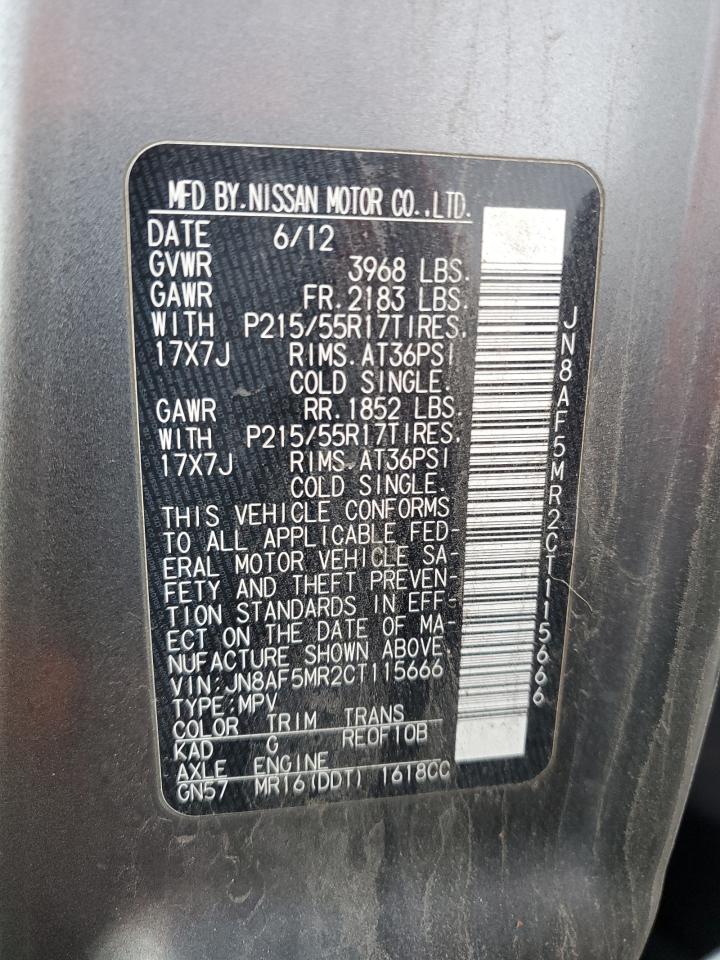 MFD BY.NISSAN MOTOR CO.,LTD.
DATE 6/12
GVWR 3968 LBS.
GAWR FR.2183 LBS.
WITH P215/55R17TIRES.
17X7J RIMS.AT36PSI
COLD SINGLE.
GAWR RR.1852 LBS.
WITH P215/55R17TIRES.
17X7J RIMS.AT36PSI
COLD SINGLE.
THIS VEHICLE CONFORMS
TO ALL APPLICABLE FED-
ERAL MOTOR VEHICLE SA-
FETY AND THEFT PREVEN-
TION STANDARDS IN EFF-
ECT ON THE DATE OF MA-
NUFACTURE SHOWN ABOVE
VIN:JN8AF5MR2CT115666
TYPE:MPV
COLOR TRIM TRANS
KAD G RE0F10B
AXLE ENGINE
GN57 MR16(DDT) 1618CC
JN8AF5MR2CT115666